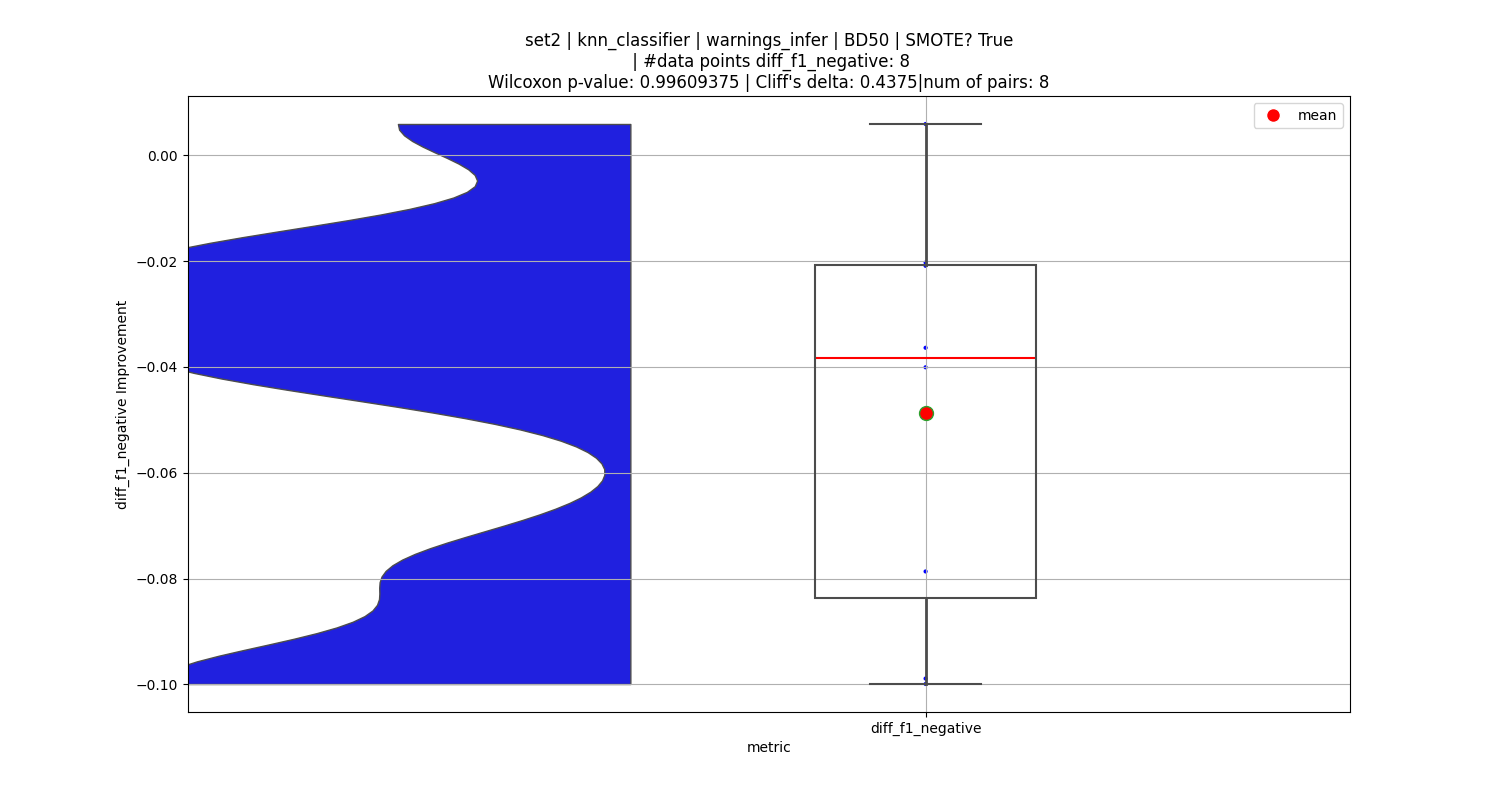 set2 | knn_classifier | warnings_infer | BD50 | SMOTE? True
| #data points diff_f1_negative: 8
Wilcoxon p-value: 0.99609375 | Cliff's delta: 0.4375|num of pairs: 8
mean
0.00
−0.02
−0.04
−0.06
−0.08
−0.10
diff_f1_negative Improvement
diff_f1_negative
metric